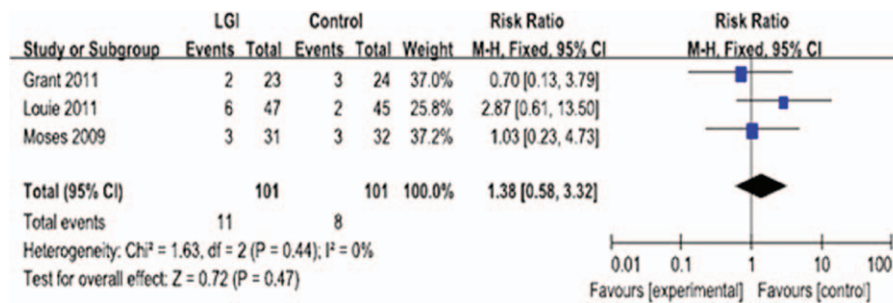 LGI Control Risk Ratio Risk Ratio
Study or Subgroup Events Total Events Total Weight M-H, Fixed, 95% CI M-H, Fixed, 95% CI
Grant 2011 2 23 3 24 37.0% 0.70 [0.13, 3.79]
Louie 2011 6 47 2 45 25.8% 2.87 [0.61, 13.50]
Moses 2009 3 31 3 32 37.2% 1.03 [0.23, 4.73]
Total (95% CI) 101 101 100.0% 1.38 [0.58, 3.32]
Total events 11 8
Heterogeneity: Chi² = 1.63, df = 2 (P = 0.44); I² = 0%
Test for overall effect: Z = 0.72 (P = 0.47)
0.01 0.1 1 10 100
Favours [experimental] Favours [control]